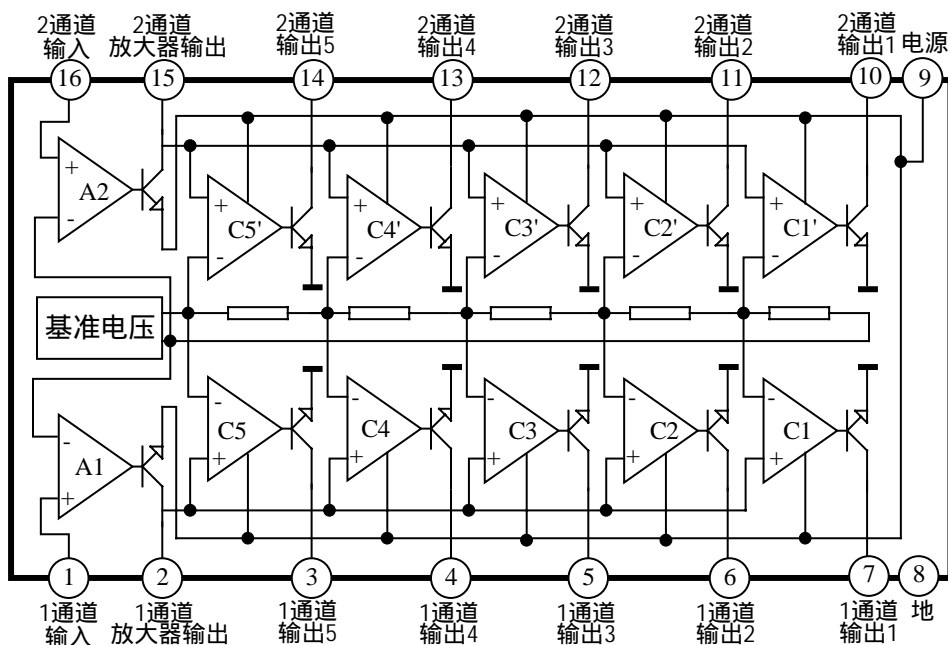 2通道
输入
2通道
放大器输出
2通道
输出5
2通道
输出4
2通道
输出3
2通道
输出2
2通道
输出1
电源
16
15
14
13
12
11
10
9
+
A2
-
+
C5'
-
+
C4'
-
+
C3'
-
+
C2'
-
+
C1'
-
基准电压
-
A1
+
-
C5
+
-
C4
+
-
C3
+
-
C2
+
-
C1
+
1
2
3
4
5
6
7
8
1通道
输入
1通道
放大器输出
1通道
输出5
1通道
输出4
1通道
输出3
1通道
输出2
1通道
输出1
地